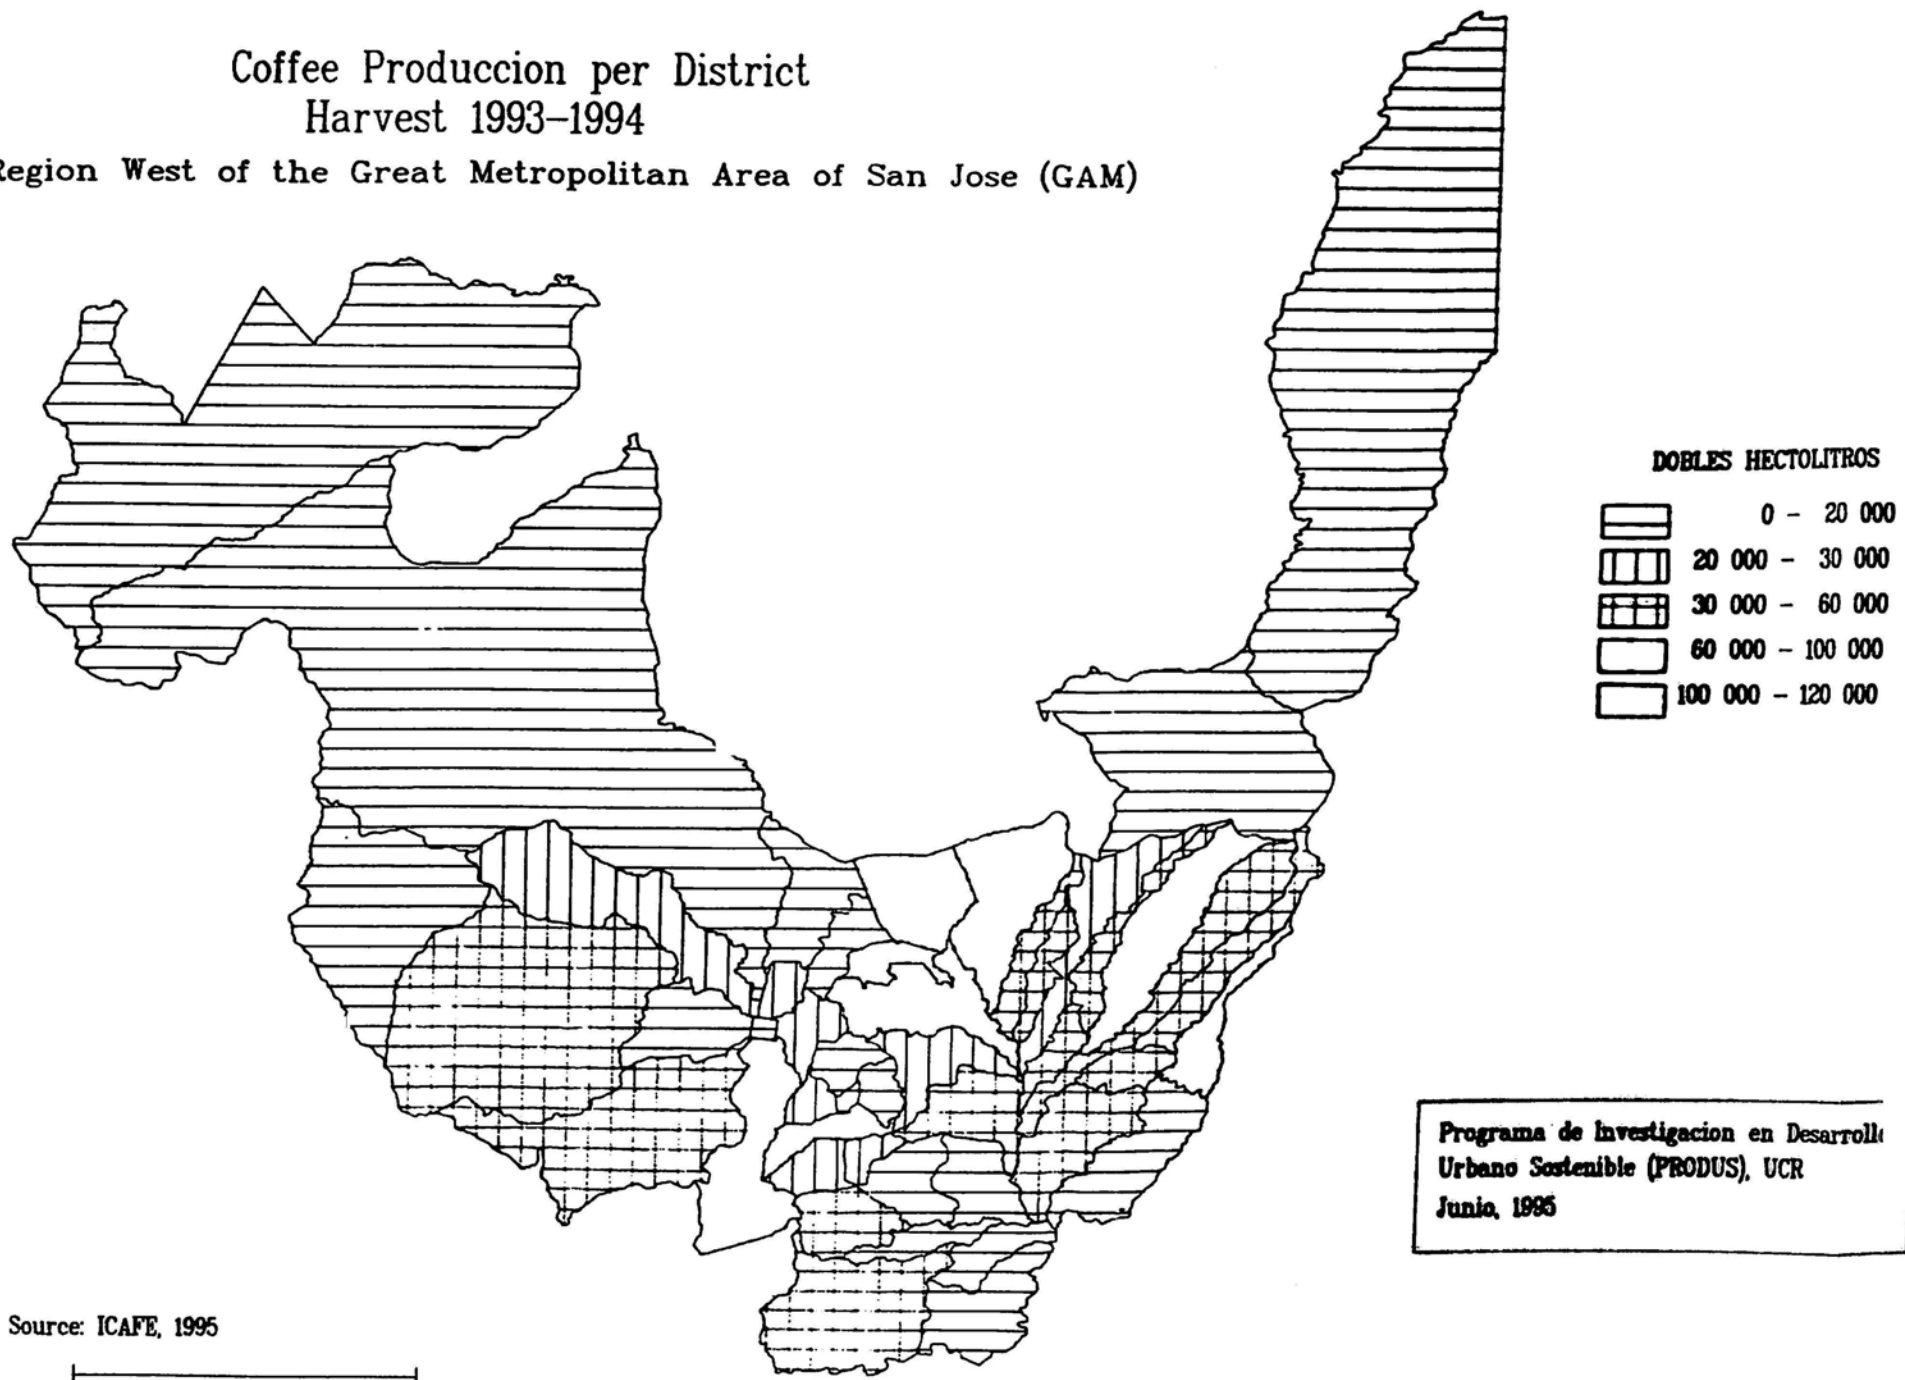 Coffee Produccion per District
Harvest 1993-1994
Region West of the Great Metropolitan Area of San Jose (GAM)
DOBLES HECTOLITROS
0 - 20 000
20 000 - 30 000
30 000 - 60 000
60 000 - 100 000
100 000 - 120 000
Programa de Investigacion en Desarroll
Urbano Sostenible (PRODUS), UCR
Junio, 1995
Source: ICAFE, 1995